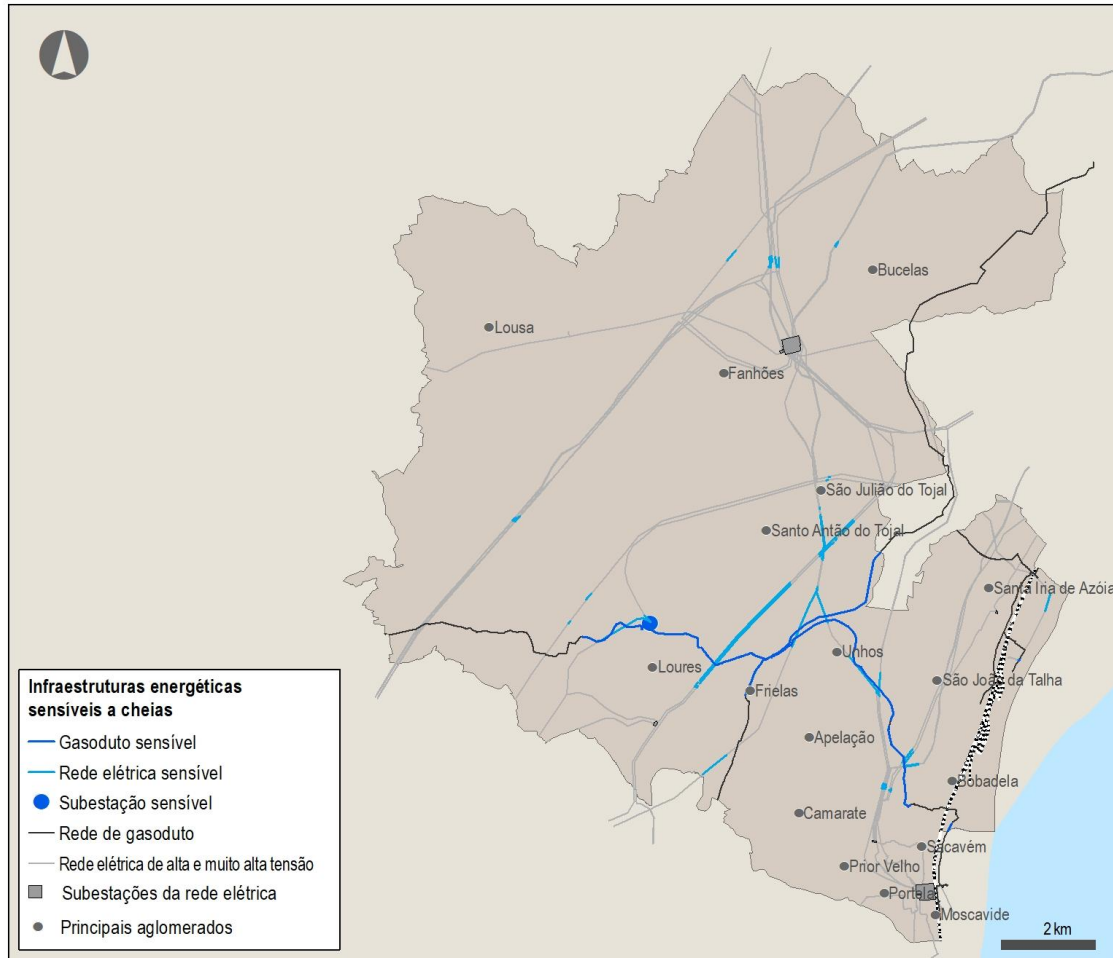 Bucelas
Lousa
Fanhões
São Julião do Tojal
Santo Antão do Tojal
Santa Iria de Azóia
Unhos
Loures
São João da Talha
Frielas
Apelação
Bobadela
Camarate
Sacavém
Prior Velho
Portela
Moscavide
2 km
Infraestruturas energéticas
sensíveis a cheias
Gasoduto sensível
Rede elétrica sensível
Subestação sensível
Rede de gasoduto
Rede elétrica de alta e muito alta tensão
Subestações da rede elétrica
Principais aglomerados